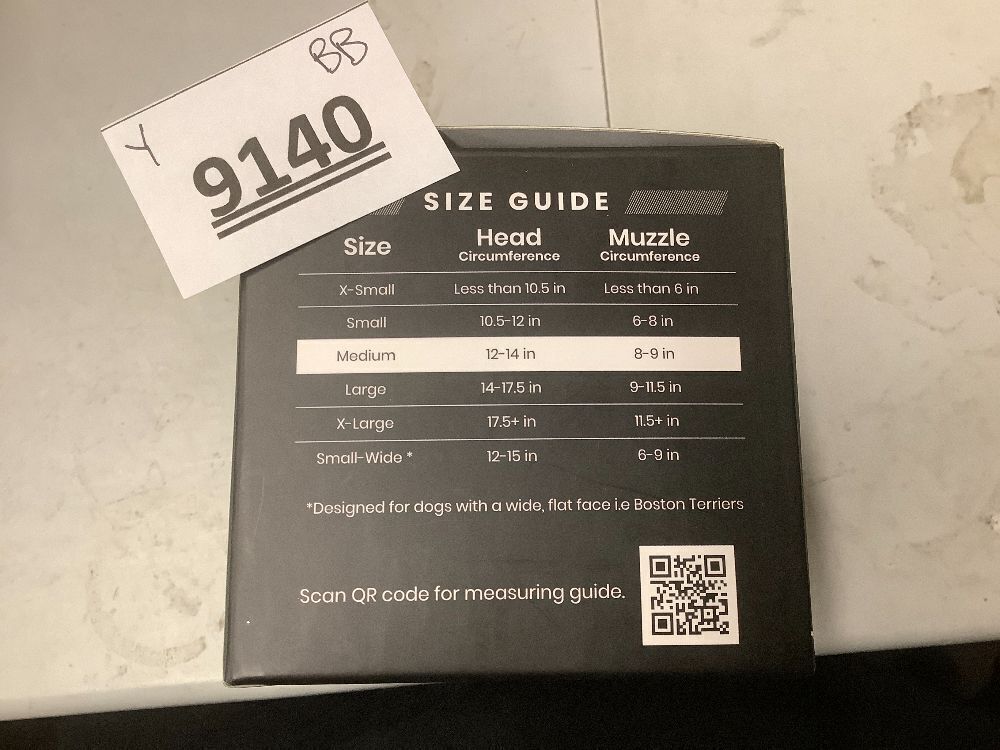 BB
Y
9140
SIZE GUIDE
Size Head Circumference Muzzle Circumference
X-Small Less than 10.5 in Less than 6 in
Small 10.5-12 in 6-8 in
Medium 12-14 in 8-9 in
Large 14-17.5 in 9-11.5 in
X-Large 17.5+ in 11.5+ in
Small-Wide * 12-15 in 6-9 in
*Designed for dogs with a wide, flat face i.e Boston Terriers
Scan QR code for measuring guide.